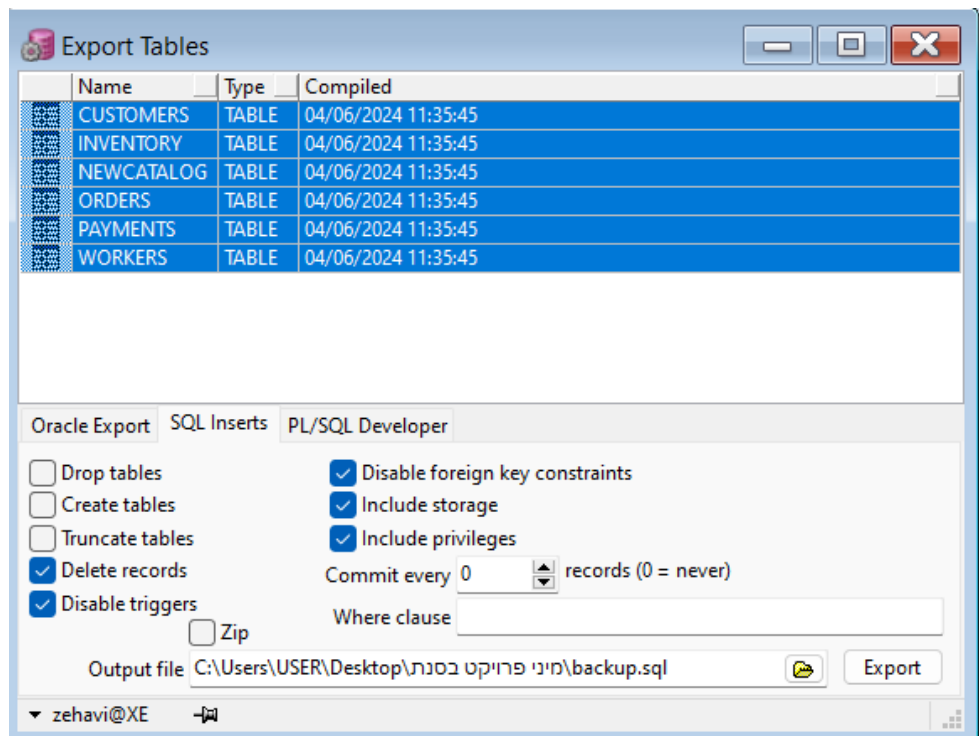 Export Tables
Name Type Compiled
CUSTOMERS TABLE 04/06/2024 11:35:45
INVENTORY TABLE 04/06/2024 11:35:45
NEWCATALOG TABLE 04/06/2024 11:35:45
ORDERS TABLE 04/06/2024 11:35:45
PAYMENTS TABLE 04/06/2024 11:35:45
WORKERS TABLE 04/06/2024 11:35:45
Oracle Export SQL Inserts PL/SQL Developer
Drop tables Disable foreign key constraints
Create tables Include storage
Truncate tables Include privileges
Delete records Commit every 0 records (0 = never)
Disable triggers Where clause
Zip
Output file C:\Users\USER\Desktop\מיני פרויקט בסנת\backup.sql Export
zehavi@XE